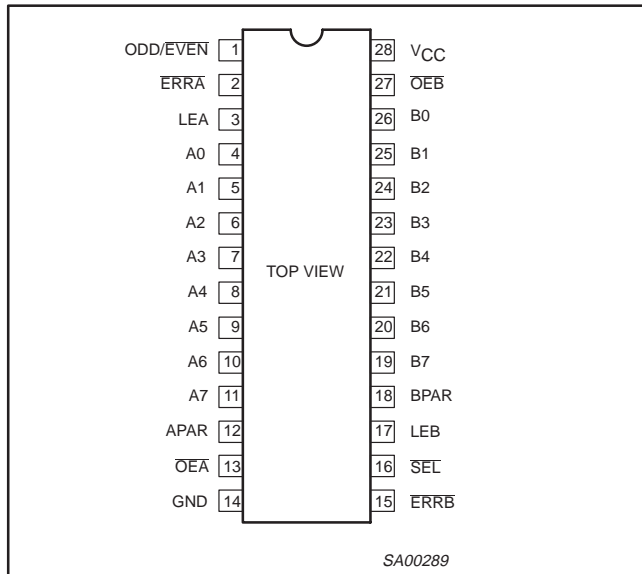 ODD/EVEN 1 28 VCC
ERRA 2 27 OEB
LEA 3 26 B0
A0 4 25 B1
A1 5 24 B2
A2 6 23 B3
A3 7 22 B4
TOP VIEW
A4 8 21 B5
A5 9 20 B6
A6 10 19 B7
A7 11 18 BPAR
APAR 12 17 LEB
OEA 13 16 SEL
GND 14 15 ERRB
SA00289